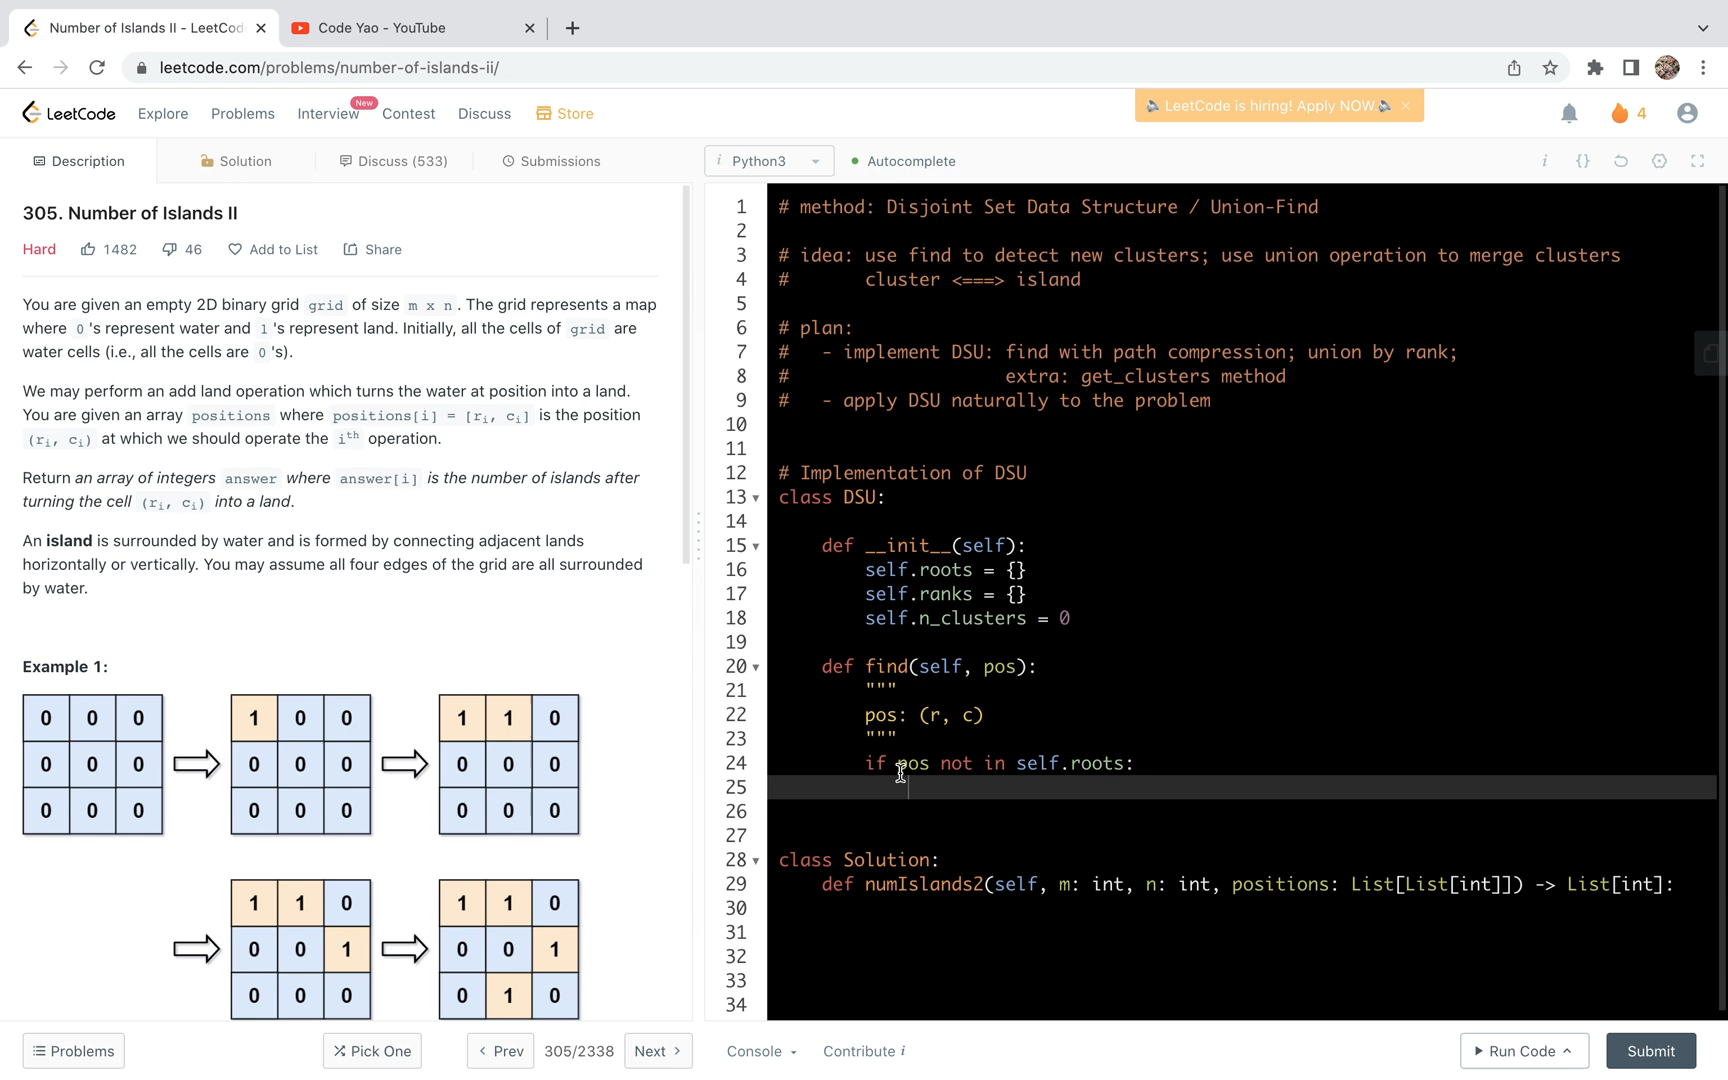 Number of Islands II - LeetCod
Code Yao - YouTube
leetcode.com/problems/number-of-islands-ii/
LeetCode
Explore
Problems
Interview
New
Contest
Discuss
Store
LeetCode is hiring! Apply NOW.
4
Description
Solution
Discuss (533)
Submissions
i Python3
Autocomplete
i {}
305. Number of Islands II
Hard 1482 46 Add to List Share
You are given an empty 2D binary grid grid of size m x n. The grid represents a map
where 0 's represent water and 1 's represent land. Initially, all the cells of grid are
water cells (i.e., all the cells are 0 's).
We may perform an add land operation which turns the water at position into a land.
You are given an array positions where positions[i] = [ri, ci] is the position
(ri, ci) at which we should operate the ith operation.
Return an array of integers answer where answer[i] is the number of islands after
turning the cell (ri, ci) into a land.
An island is surrounded by water and is formed by connecting adjacent lands
horizontally or vertically. You may assume all four edges of the grid are all surrounded
by water.
Example 1:
0 0 0 1 0 0 1 1 0
0 0 0 0 0 0 0 0 0
0 0 0 0 0 0 0 0 0
1 1 0 1 1 0
0 0 1 0 0 1
0 0 0 0 1 0
1 # method: Disjoint Set Data Structure / Union-Find
2
3 # idea: use find to detect new clusters; use union operation to merge clusters
4 # cluster <===> island
5
6 # plan:
7 # - implement DSU: find with path compression; union by rank;
8 # extra: get_clusters method
9 # - apply DSU naturally to the problem
10
11
12 # Implementation of DSU
13 class DSU:
14
15 def __init__(self):
16 self.roots = {}
17 self.ranks = {}
18 self.n_clusters = 0
19
20 def find(self, pos):
21 """
22 pos: (r, c)
23 """
24 if pos not in self.roots:
25
26
27
28 class Solution:
29 def numIslands2(self, m: int, n: int, positions: List[List[int]]) -> List[int]:
30
31
32
33
34
Problems
Pick One
< Prev
305/2338
Next >
Console
Contribute i
Run Code
Submit